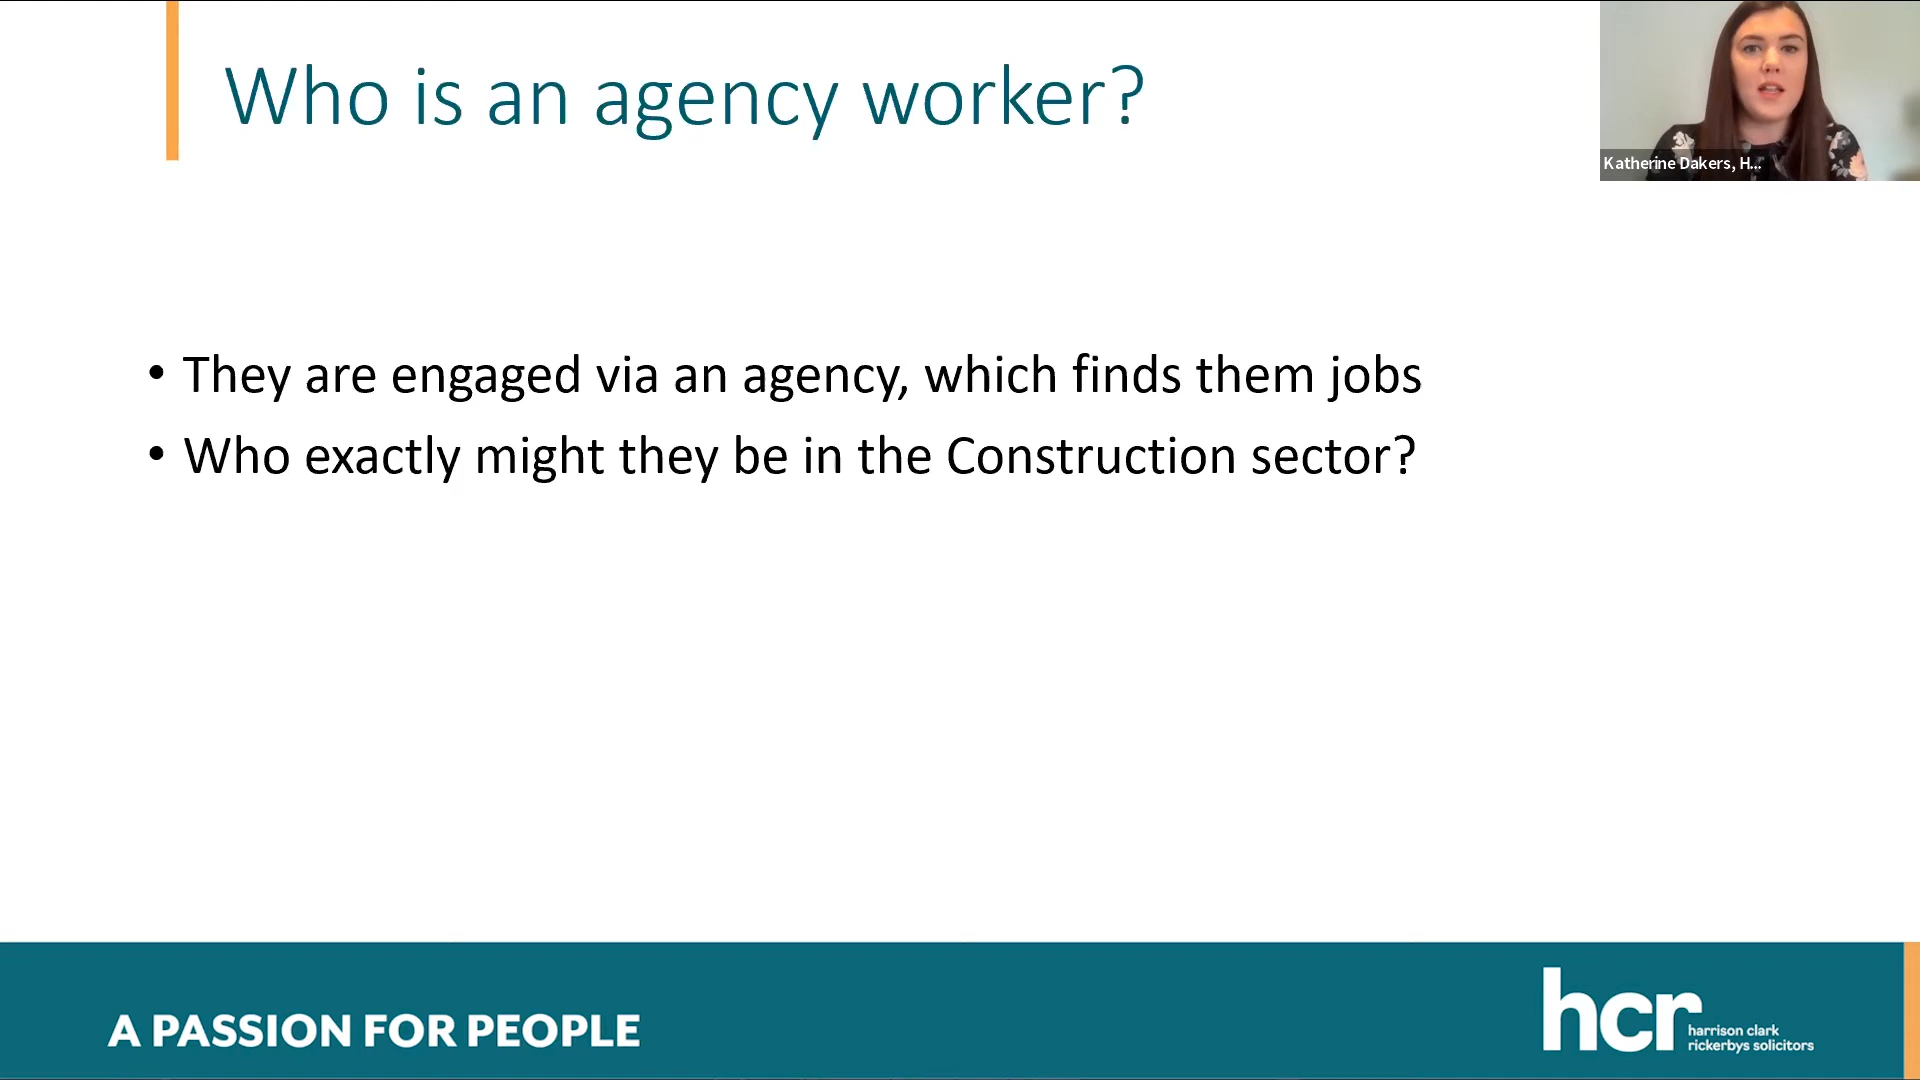 Who is an agency worker?
Katherine Dakers, H...
• They are engaged via an agency, which finds them jobs
• Who exactly might they be in the Construction sector?
A PASSION FOR PEOPLE
hcr
harrison clark
rickerbys solicitors